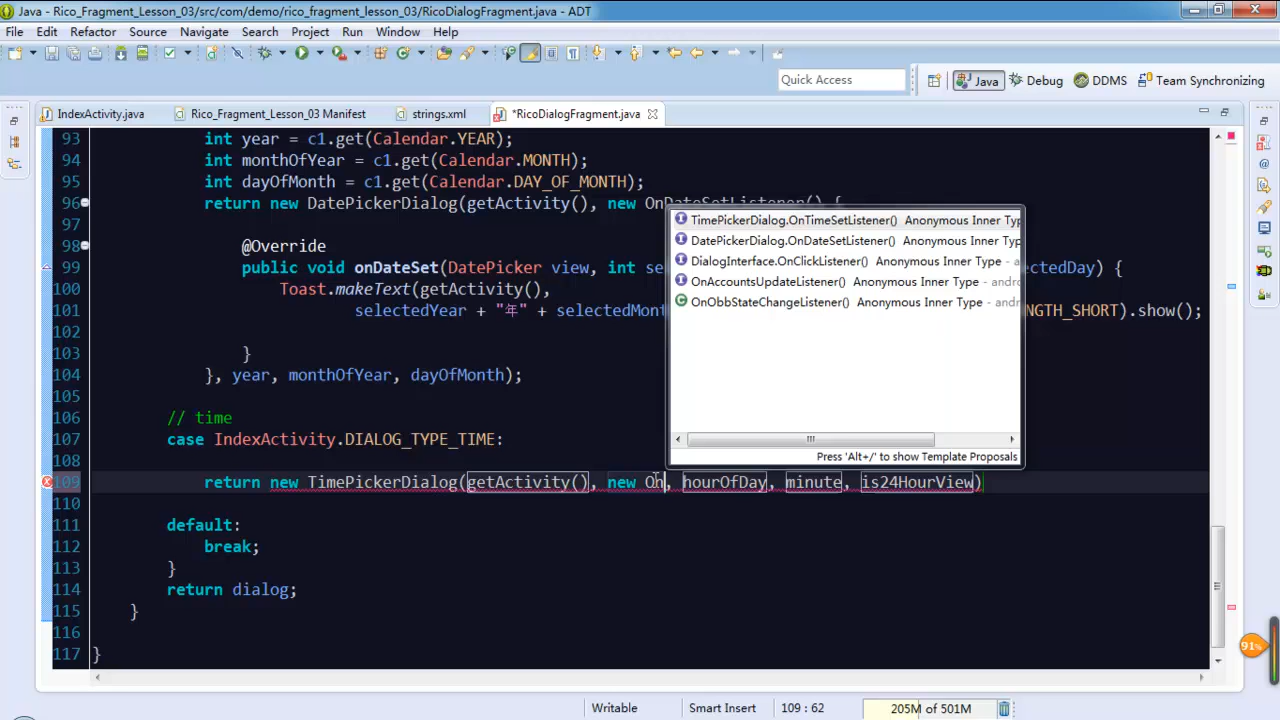 Java - Rico_Fragment_Lesson_03/src/com/demo/rico_fragment_lesson_03/RicoDialogFragment.java - ADT
File Edit Refactor Source Navigate Search Project Run Window Help
Quick Access Java Debug DDMS Team Synchronizing
IndexActivity.java Rico_Fragment_Lesson_03 Manifest strings.xml *RicoDialogFragment.java
93 int year = c1.get(Calendar.YEAR);
94 int monthOfYear = c1.get(Calendar.MONTH);
95 int dayOfMonth = c1.get(Calendar.DAY_OF_MONTH);
96 return new DatePickerDialog(getActivity(), new OnDateSetListener() {
97
98 @Override
99 public void onDateSet(DatePicker view, int se ectedDay) {
100 Toast.makeText(getActivity(),
101 selectedYear + "年" + selectedMont NGTH_SHORT).show();
102
103 }
104 }, year, monthOfYear, dayOfMonth);
105
106 // time
107 case IndexActivity.DIALOG_TYPE_TIME:
108
109 return new TimePickerDialog(getActivity(), new On, hourOfDay, minute, is24HourView)
110
111 default:
112 break;
113 }
114 return dialog;
115 }
116
117 }
TimePickerDialog.OnTimeSetListener() Anonymous Inner Typ
DatePickerDialog.OnDateSetListener() Anonymous Inner Typ
DialogInterface.OnClickListener() Anonymous Inner Type -
OnAccountsUpdateListener() Anonymous Inner Type - andro
OnObbStateChangeListener() Anonymous Inner Type - andr
Press 'Alt+/' to show Template Proposals
91%
Writable Smart Insert 109 : 62 205M of 501M